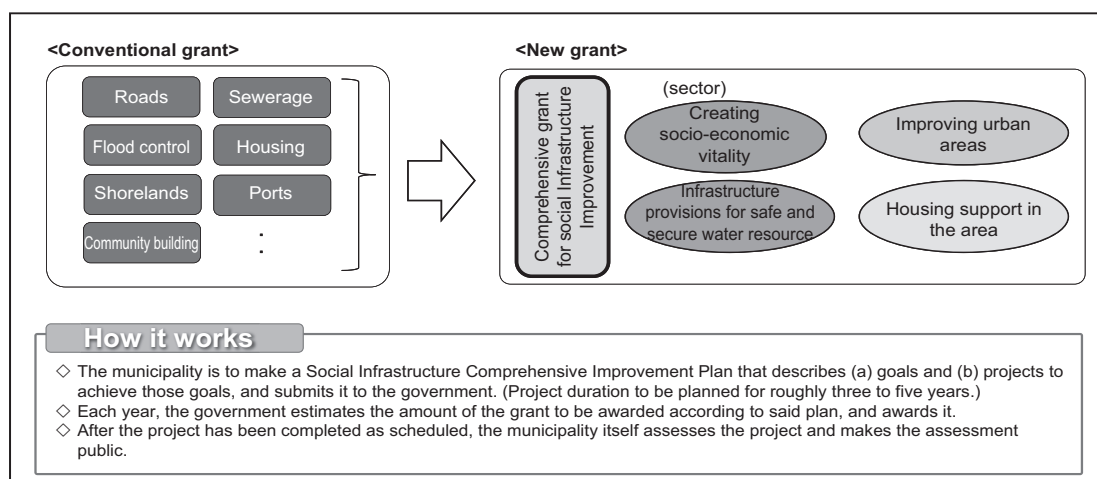 <Conventional grant>
Roads
Sewerage
Flood control
Housing
Shorelands
Ports
Community building
:
<New grant>
Comprehensive grant
for social Infrastructure
Improvement
(sector)
Creating
socio-economic
vitality
Improving urban
areas
Infrastructure
provisions for safe and
secure water resource
Housing support in
the area
How it works
◇ The municipality is to make a Social Infrastructure Comprehensive Improvement Plan that describes (a) goals and (b) projects to
achieve those goals, and submits it to the government. (Project duration to be planned for roughly three to five years.)
◇ Each year, the government estimates the amount of the grant to be awarded according to said plan, and awards it.
◇ After the project has been completed as scheduled, the municipality itself assesses the project and makes the assessment
public.